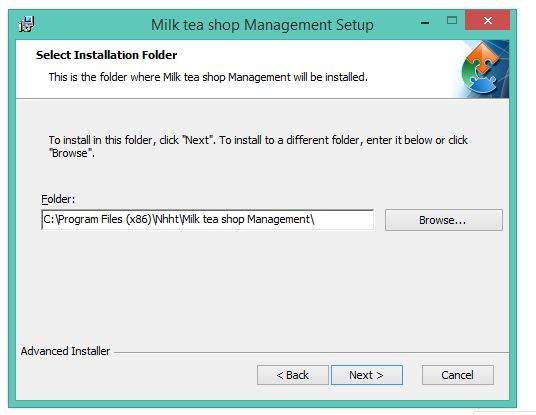 Milk tea shop Management Setup
Select Installation Folder
This is the folder where Milk tea shop Management will be installed.
To install in this folder, click "Next". To install to a different folder, enter it below or click
"Browse".
Folder:
C:\Program Files (x86)\Nhht\Milk tea shop Management\
Browse...
Advanced Installer
< Back
Next >
Cancel